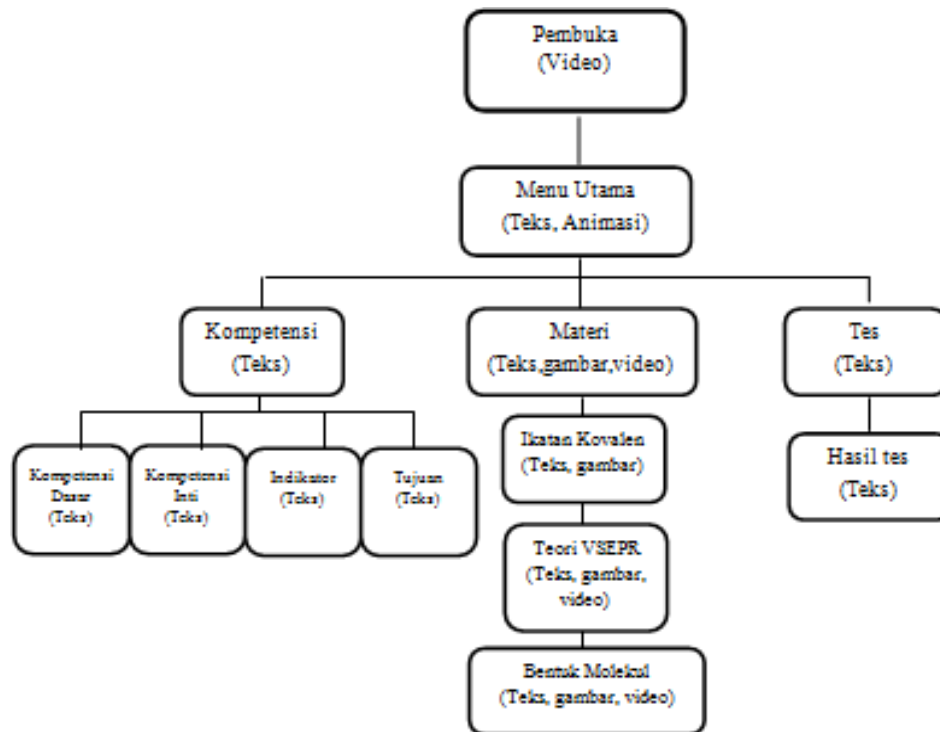 Pembuka
(Video)
Menu Utama
(Teks, Animasi)
Kompetensi
(Teks)
Materi
(Teks,gambar,video)
Tes
(Teks)
Kompetensi
Dasar
(Teks)
Kompetensi
Inti
(Teks)
Indikator
(Teks)
Tujuan
(Teks)
Ikatan Kovalen
(Teks, gambar)
Hasil tes
(Teks)
Teori VSEPR
(Teks, gambar,
video)
Bentuk Molekul
(Teks, gambar, video)